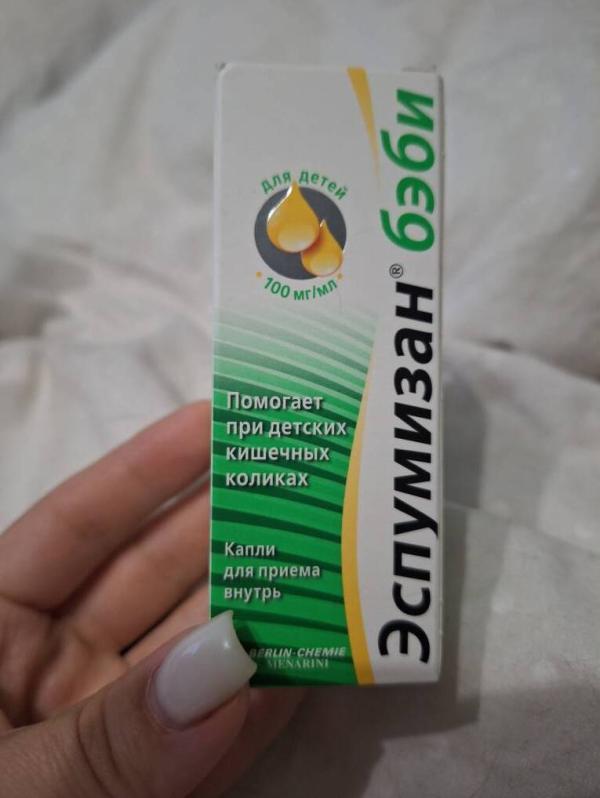 Эспумизан® бэби
для детей
100 мг/мл
Помогает
при детских
кишечных
коликах
Капли
для приема
внутрь
BERLIN-CHEMIE
MENARINI